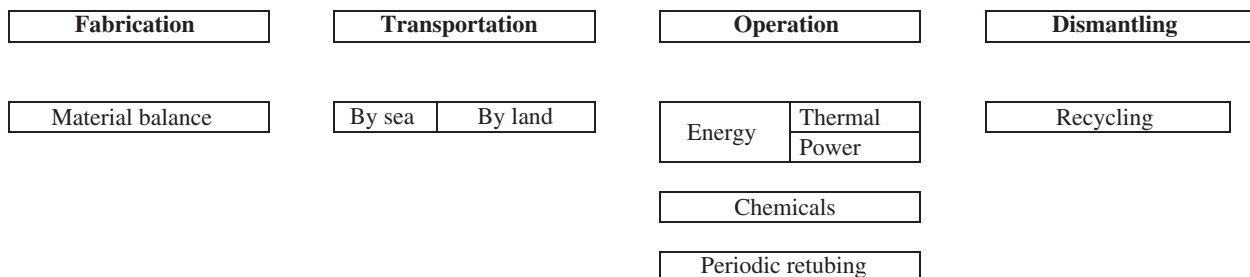 Fabrication Transportation Operation Dismantling
Material balance By sea By land Energy Thermal Recycling
Power
Chemicals
Periodic retubing